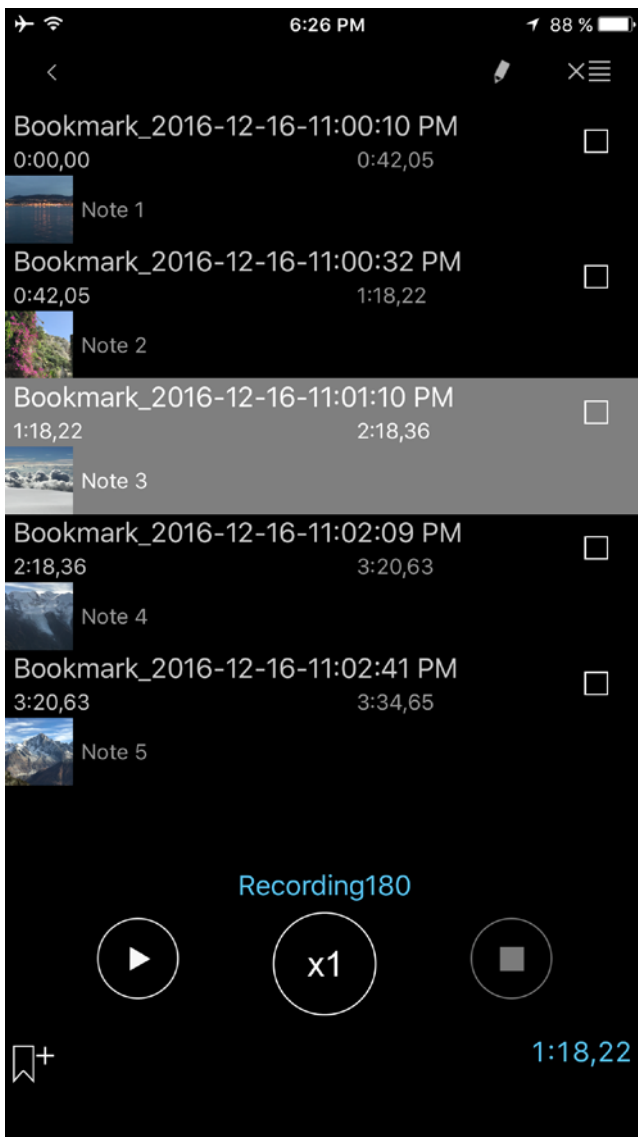 6:26 PM
88 %
Bookmark_2016-12-16-11:00:10 PM
0:00,00 0:42,05
Note 1
Bookmark_2016-12-16-11:00:32 PM
0:42,05 1:18,22
Note 2
Bookmark_2016-12-16-11:01:10 PM
1:18,22 2:18,36
Note 3
Bookmark_2016-12-16-11:02:09 PM
2:18,36 3:20,63
Note 4
Bookmark_2016-12-16-11:02:41 PM
3:20,63 3:34,65
Note 5
Recording180
x1
1:18,22